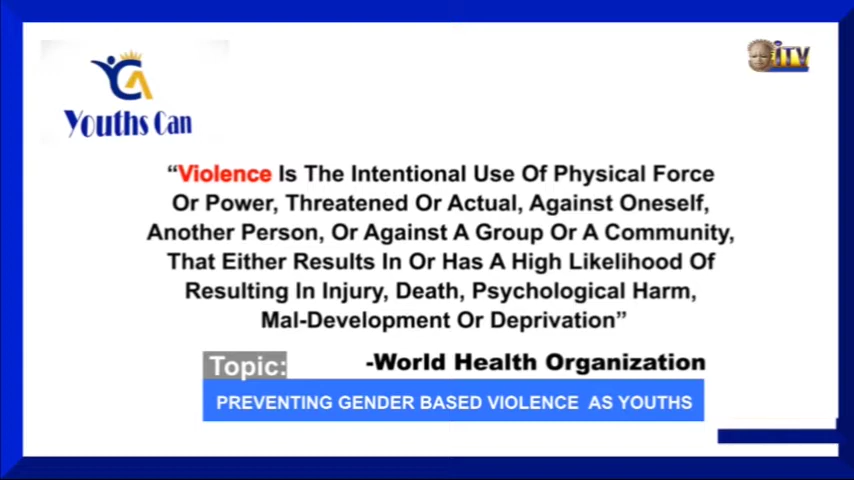 Youths Can
iTV
“Violence Is The Intentional Use Of Physical Force
Or Power, Threatened Or Actual, Against Oneself,
Another Person, Or Against A Group Or A Community,
That Either Results In Or Has A High Likelihood Of
Resulting In Injury, Death, Psychological Harm,
Mal-Development Or Deprivation”
-World Health Organization
Topic:
PREVENTING GENDER BASED VIOLENCE AS YOUTHS